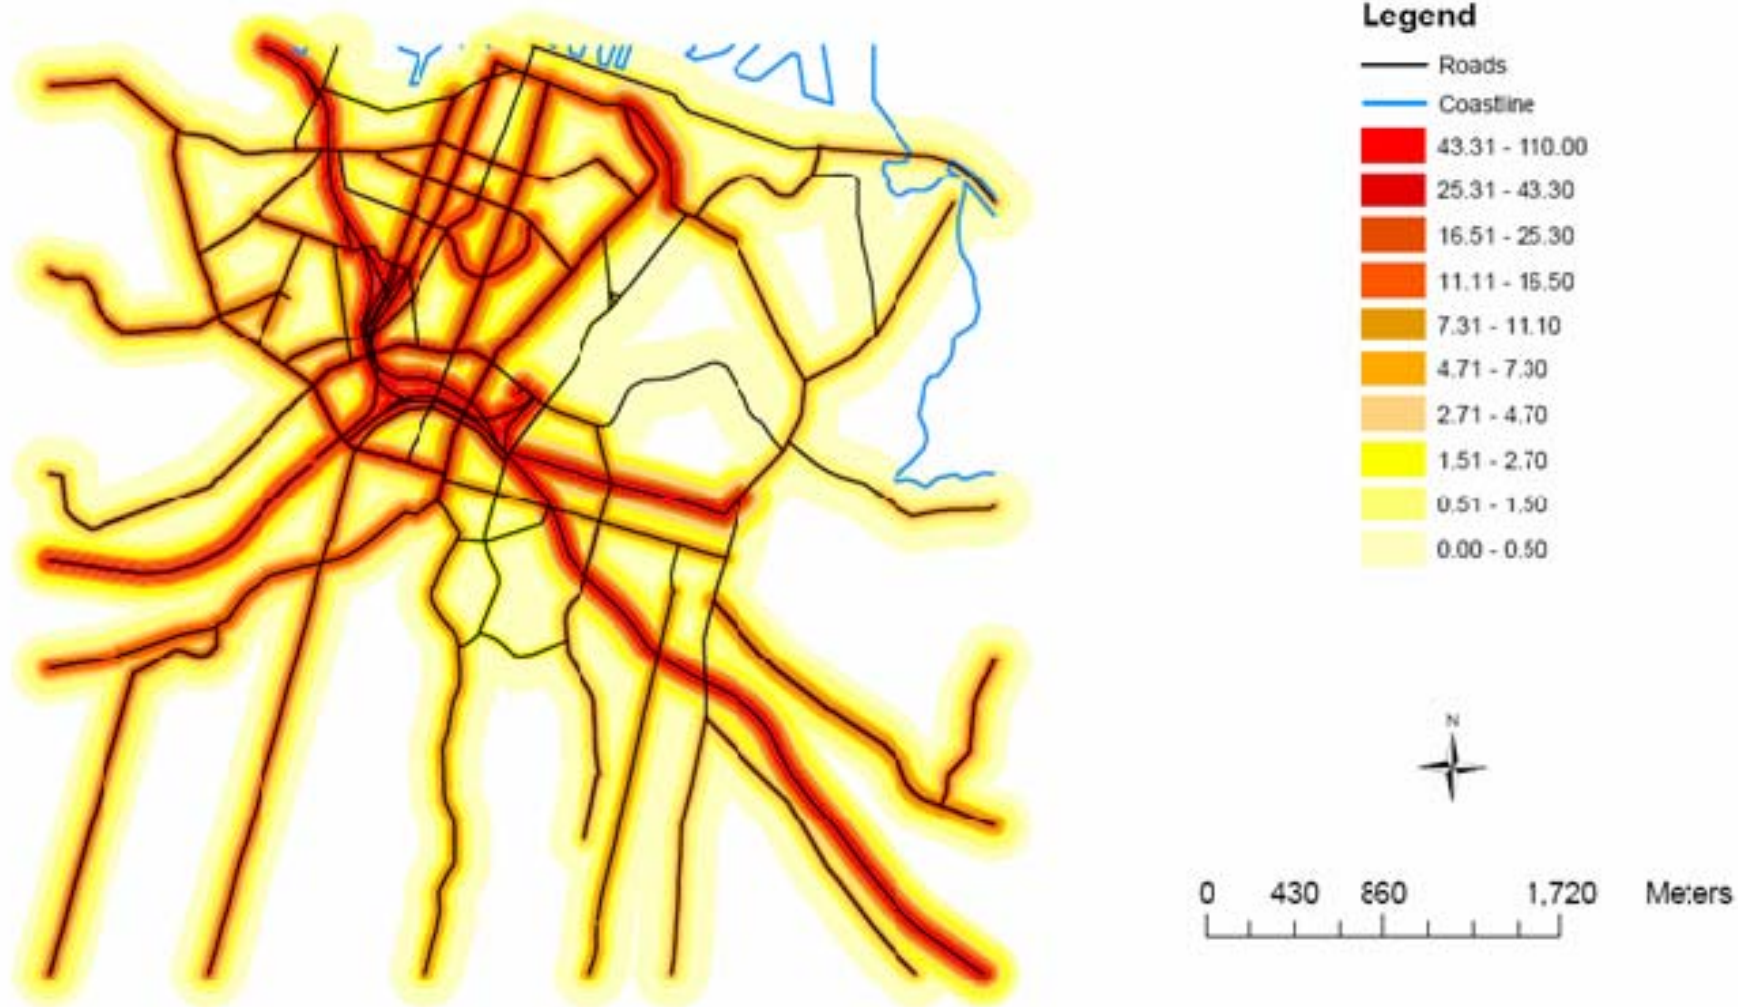 Legend
Roads
Coastline
43.31 - 110.00
25.31 - 43.30
16.51 - 25.30
11.11 - 16.50
7.31 - 11.10
4.71 - 7.30
2.71 - 4.70
1.51 - 2.70
0.51 - 1.50
0.00 - 0.50
N
0 430 860 1,720 Meters